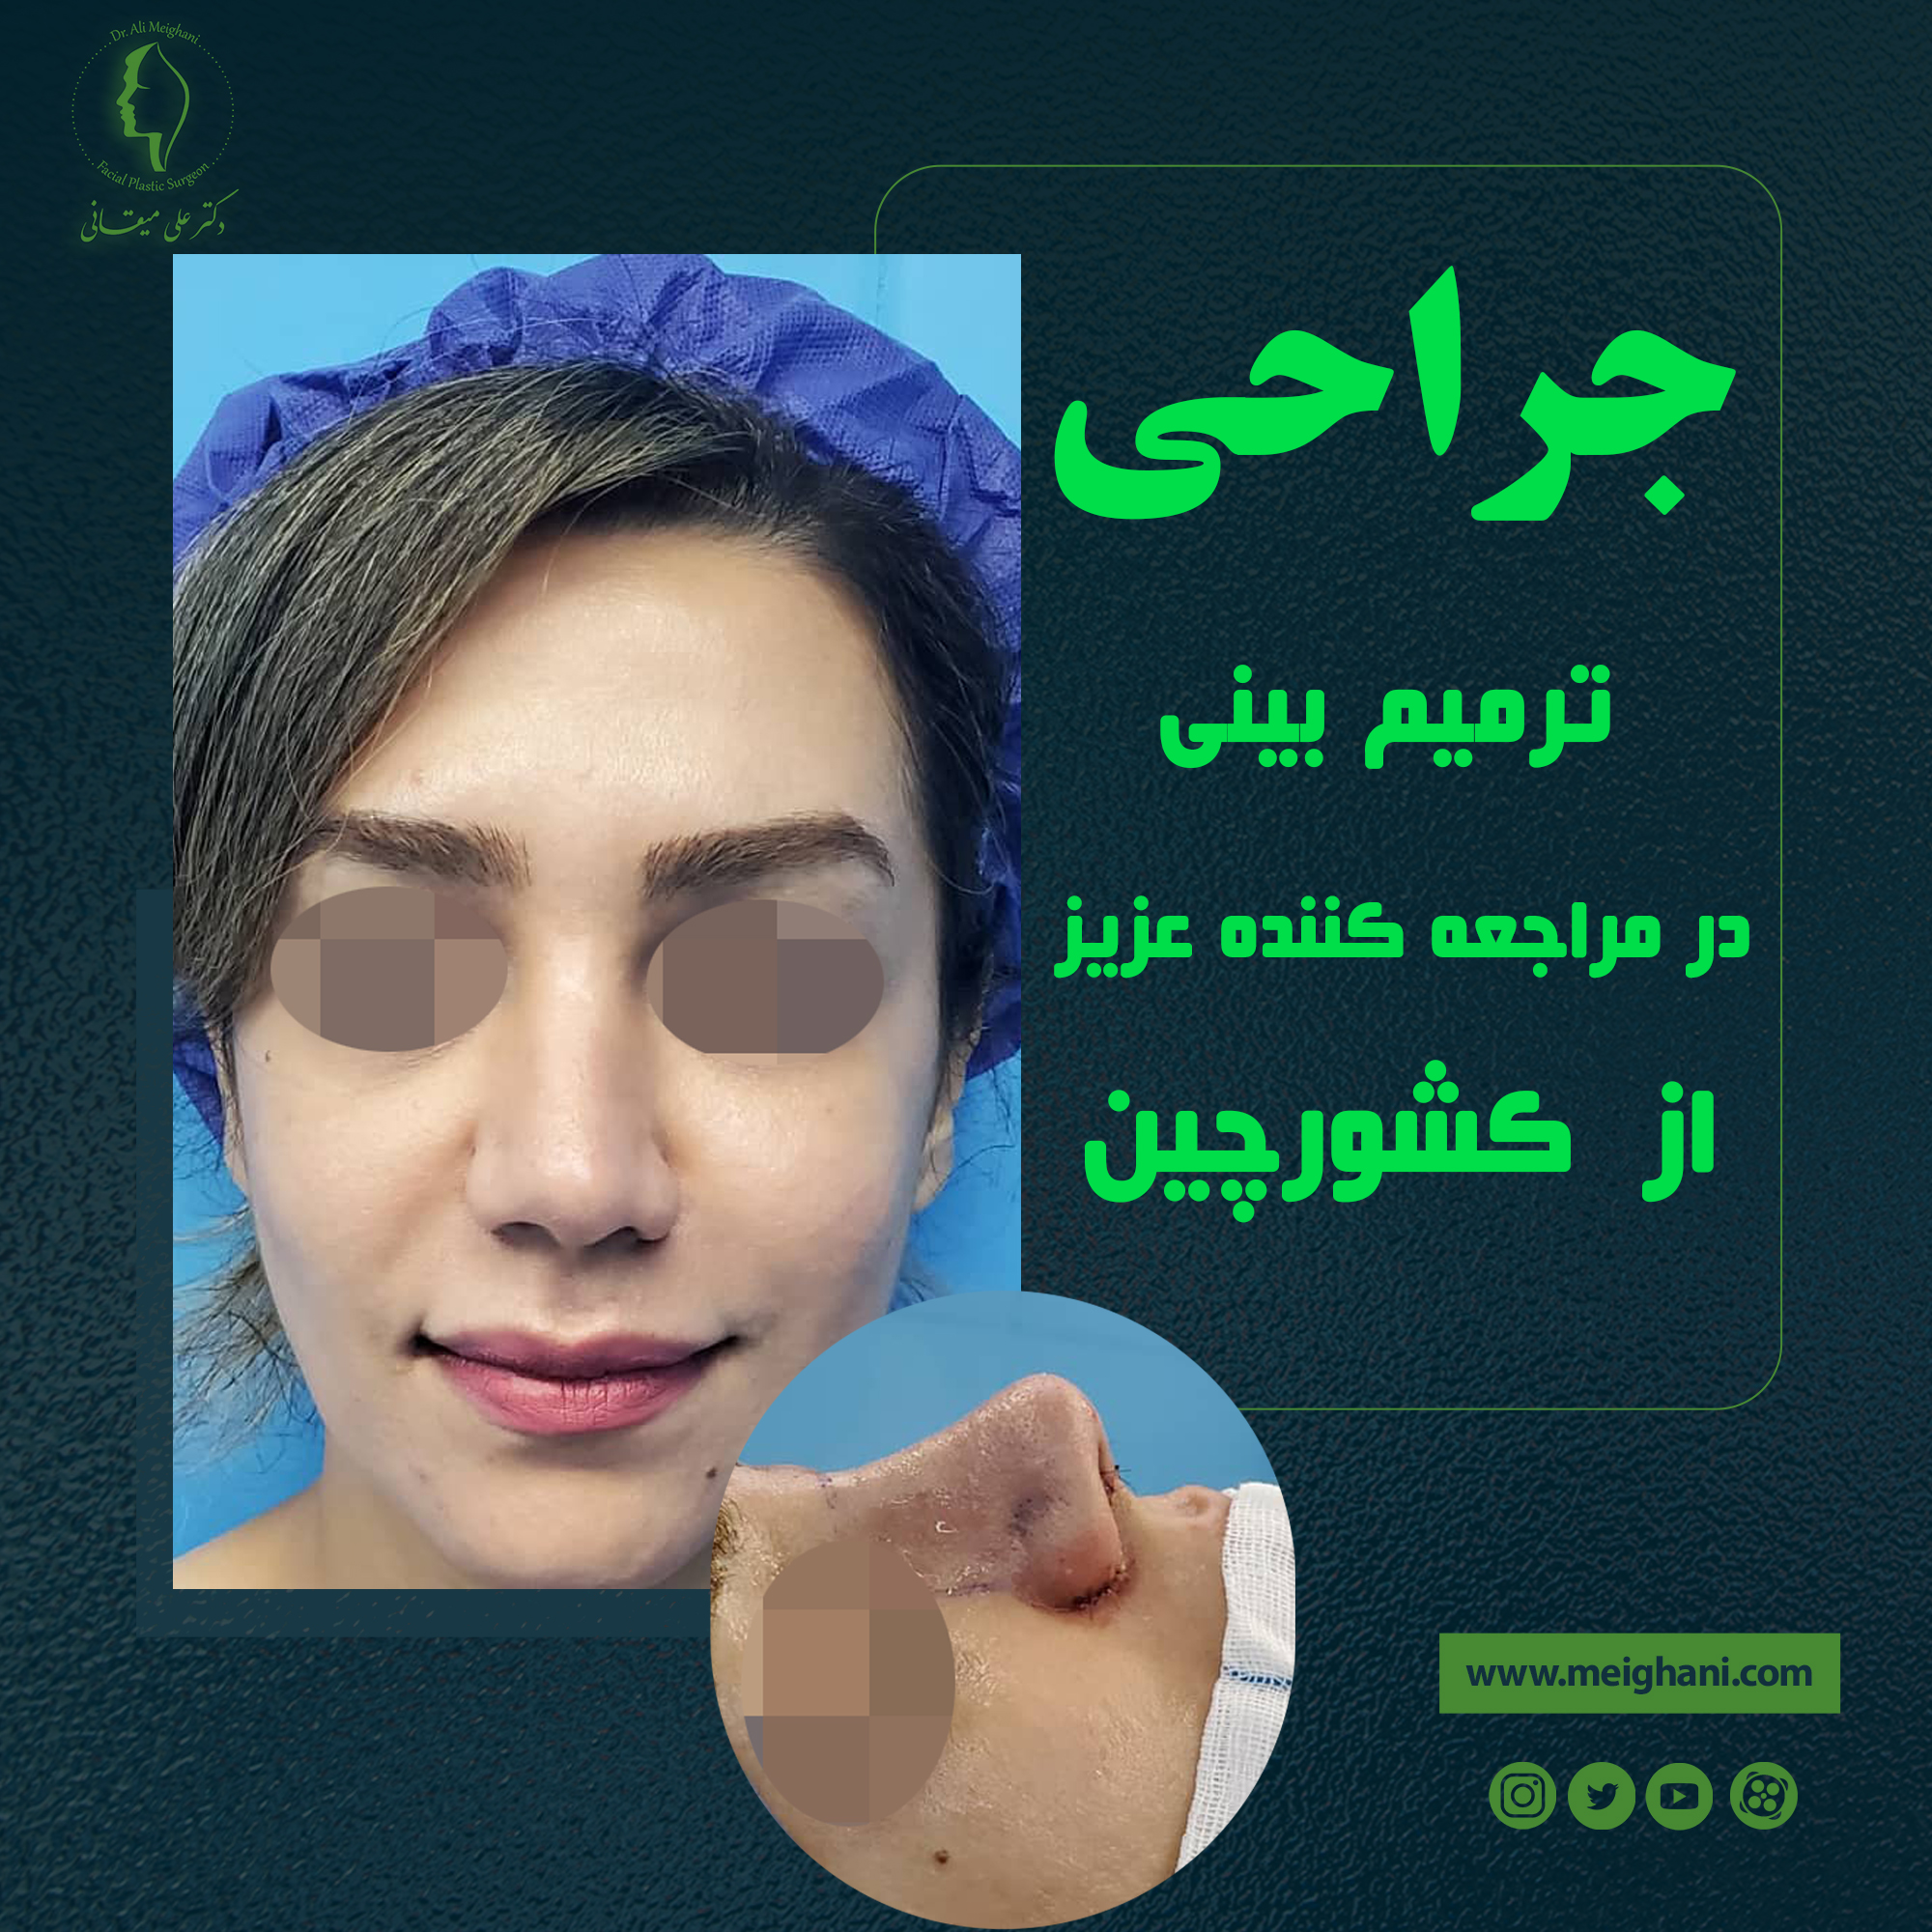 Dr. Ali Meighani
Facial Plastic Surgeon
دکتر علی میقانی
جراحی
ترمیم بینی
در مراجعه کننده عزیز
از کشورچین
www.meighani.com